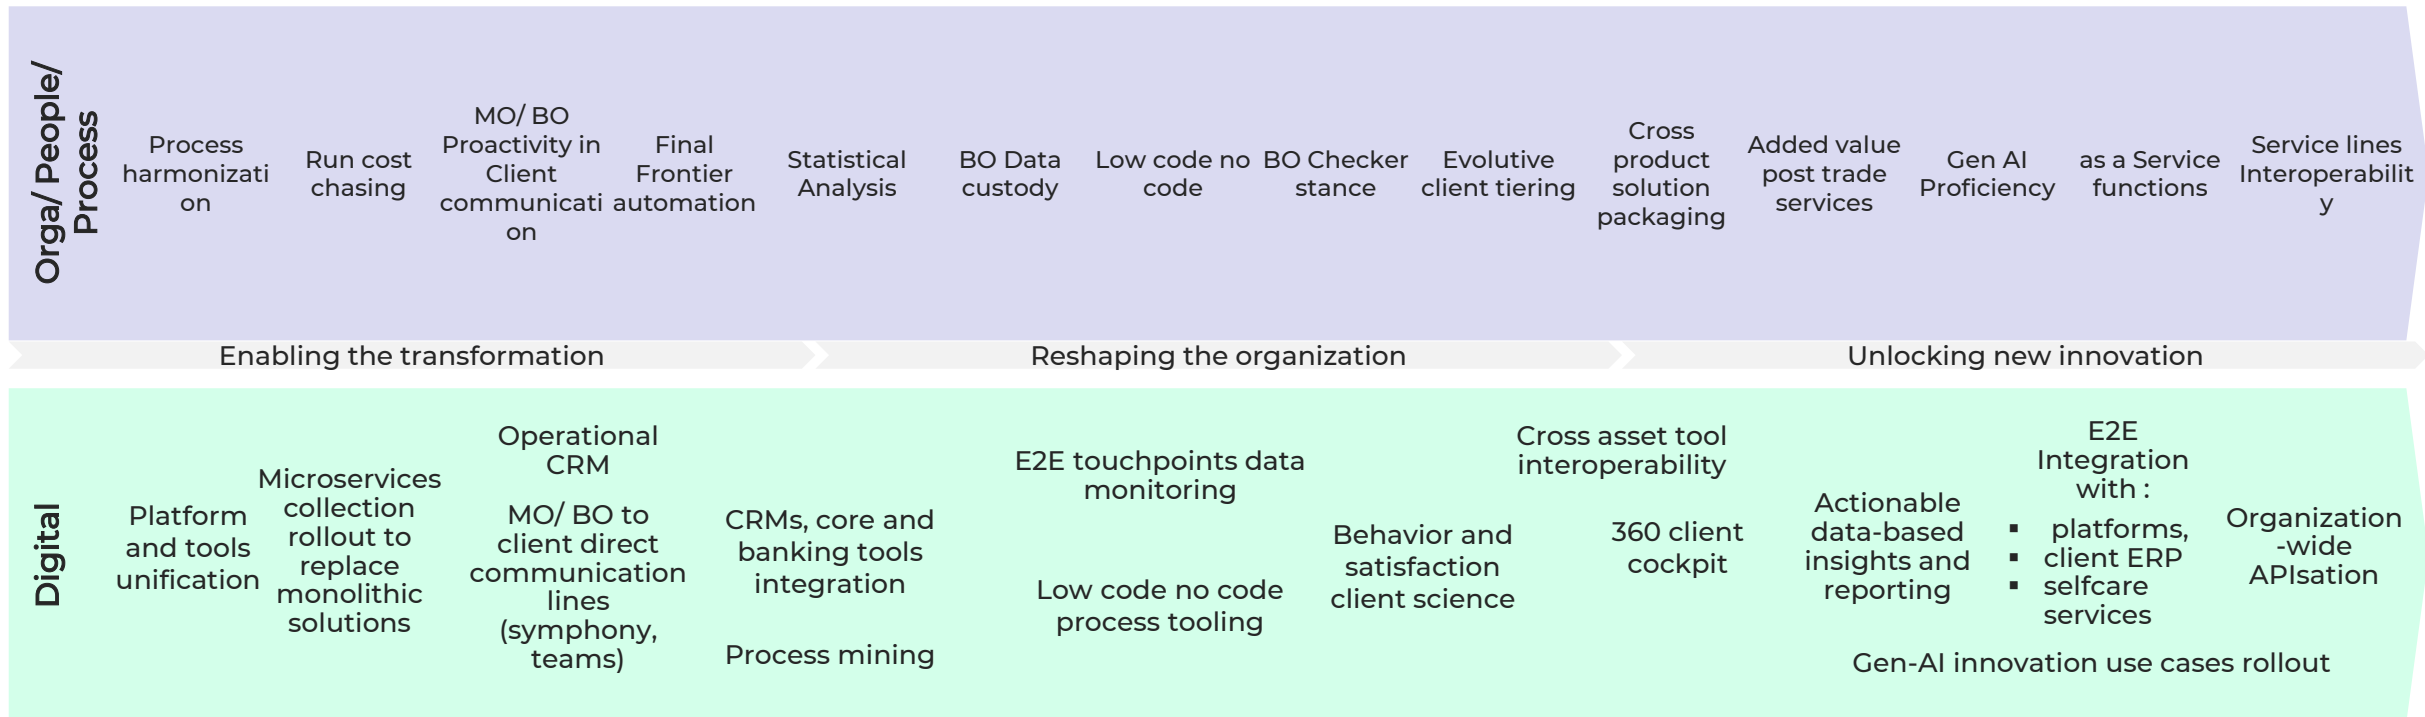 Orga/ People/
Process
Process
harmonizati
on
Run cost
chasing
MO/ BO
Proactivity in
Client
communicati
on
Final
Frontier
automation
Statistical
Analysis
BO Data
custody
Low code no
code
BO Checker
stance
Evolutive
client tiering
Cross
product
solution
packaging
Added value
post trade
services
Gen AI
Proficiency
as a Service
functions
Service lines
Interoperabilit
y
Enabling the transformation
Reshaping the organization
Unlocking new innovation
Digital
Platform
and tools
unification
Microservices
collection
rollout to
replace
monolithic
solutions
Operational
CRM
MO/ BO to
client direct
communication
lines
(symphony,
teams)
CRMs, core and
banking tools
integration
Process mining
E2E touchpoints data
monitoring
Low code no code
process tooling
Behavior and
satisfaction
client science
Cross asset tool
interoperability
360 client
cockpit
Actionable
data-based
insights and
reporting
E2E
Integration
with :
▪ platforms,
▪ client ERP
▪ selfcare
services
Organization
-wide
APIsation
Gen-AI innovation use cases rollout